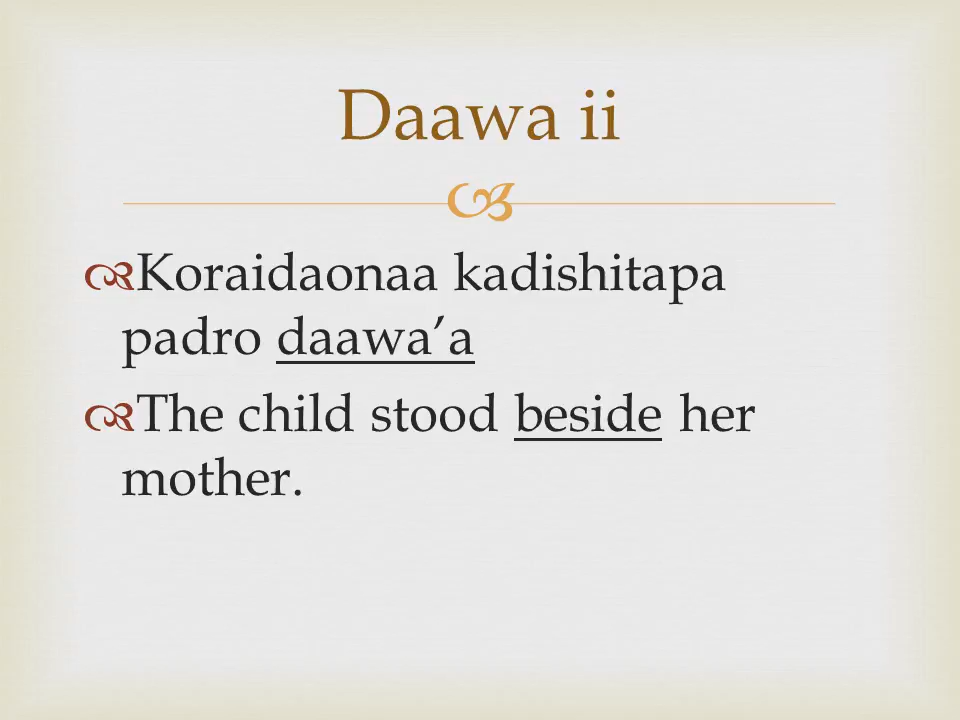 Daawa ii
Koraidaonaa kadishitapa
padro daawa’a
The child stood beside her
mother.